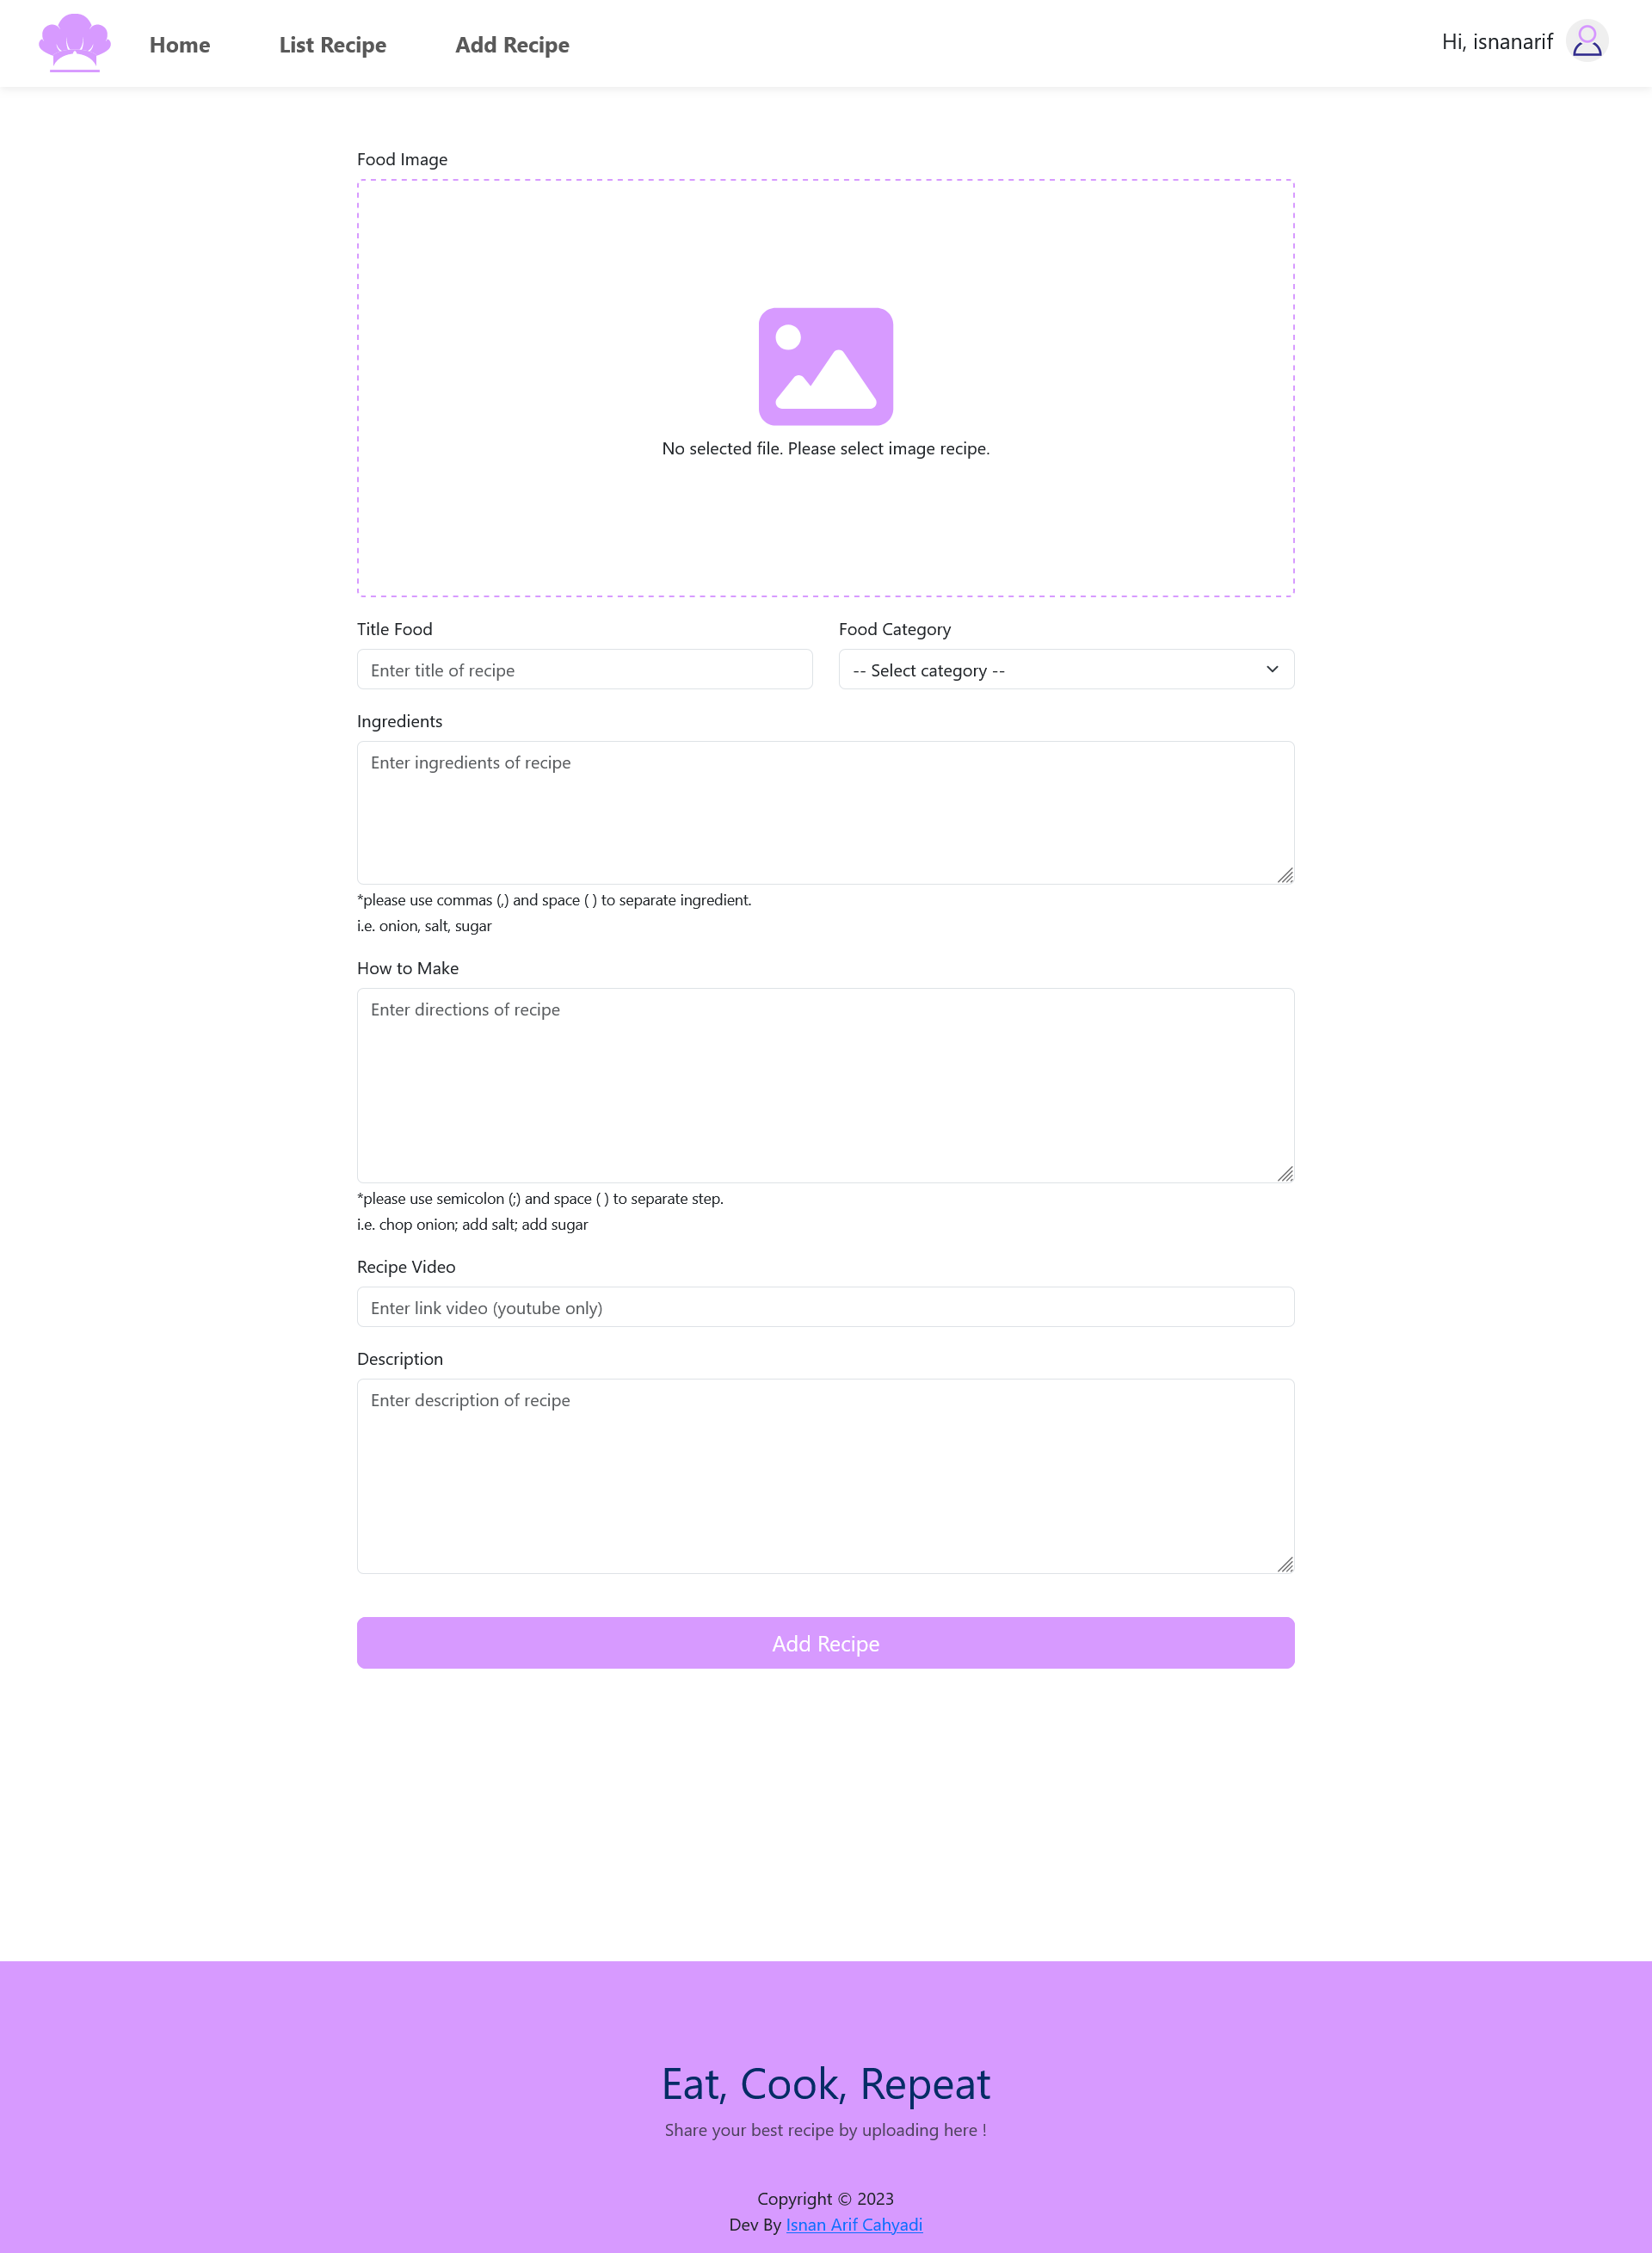 Home
List Recipe
Add Recipe
Hi, isnanarif
Food Image
No selected file. Please select image recipe.
Title Food
Food Category
Enter title of recipe
-- Select category --
Ingredients
Enter ingredients of recipe
*please use commas (,) and space ( ) to separate ingredient.
i.e. onion, salt, sugar
How to Make
Enter directions of recipe
*please use semicolon (;) and space ( ) to separate step.
i.e. chop onion; add salt; add sugar
Recipe Video
Enter link video (youtube only)
Description
Enter description of recipe
Add Recipe
Eat, Cook, Repeat
Share your best recipe by uploading here !
Copyright © 2023
Dev By Isnan Arif Cahyadi